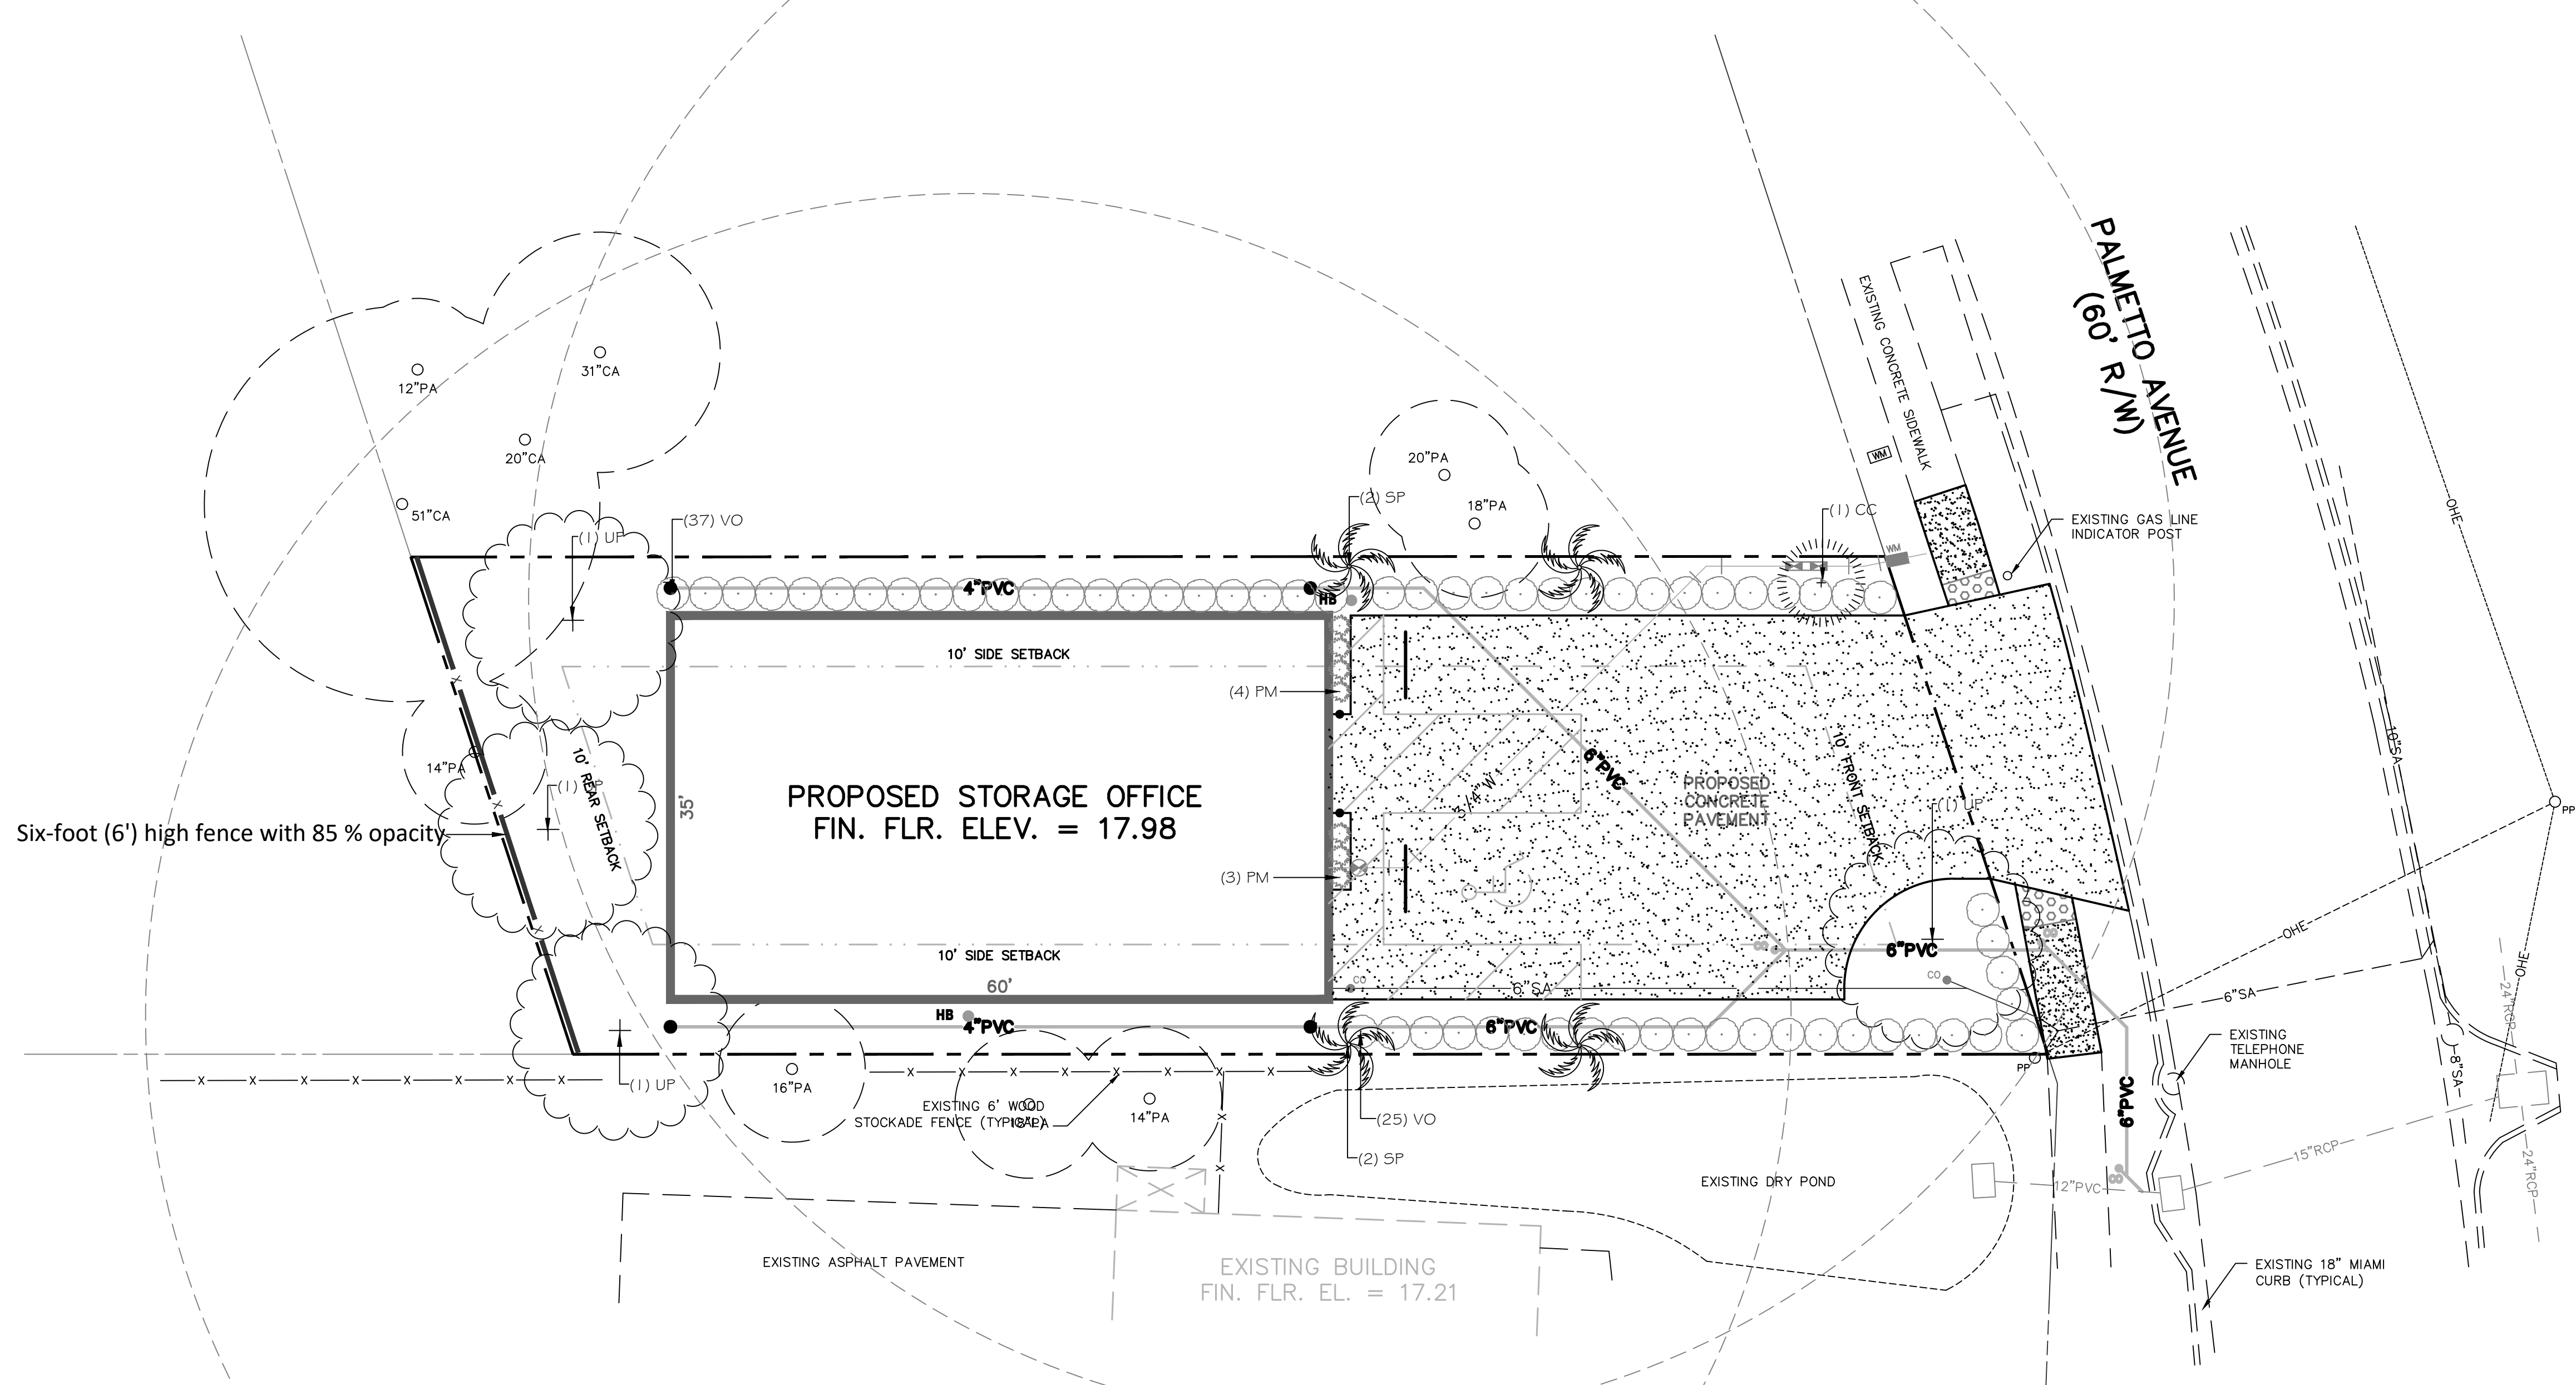 PALMETTO AVENUE
(60' R/W)
EXISTING CONCRETE SIDEWALK
12"PA
31"CA
20"CA
51"CA
(1) UP
(37) VO
4"PVC
HB
(2) SP
20"PA
18"PA
(1) CC
WM
WM
EXISTING GAS LINE
INDICATOR POST
OHE
10' SIDE SETBACK
(4) PM
14"PA
(1)
10' REAR SETBACK
Six-foot (6') high fence with 85 % opacity
35'
PROPOSED STORAGE OFFICE
FIN. FLR. ELEV. = 17.98
(3) PM
3/4"W
6"PVC
PROPOSED
CONCRETE
PAVEMENT
10' FRONT SETBACK
(1) UP
10"SA
PP
10' SIDE SETBACK
60'
6"PVC
CO
CO
6"SA
OHE
OHE
6"SA
24"RCP
HB
4"PVC
6"PVC
PP
EXISTING
TELEPHONE
MANHOLE
8"SA
(1) UP
16"PA
EXISTING 6' WOOD
STOCKADE FENCE (TYPICAL)
18"PA
14"PA
(25) VO
(2) SP
6"PVC
EXISTING DRY POND
12"PVC
15"RCP
24"RCP
EXISTING ASPHALT PAVEMENT
EXISTING BUILDING
FIN. FLR. EL. = 17.21
EXISTING 18" MIAMI
CURB (TYPICAL)